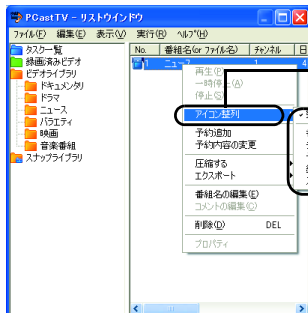 PCastTV - リストウインドウ
ファイル(F) 編集(E) 表示(V) 実行(R) ヘルプ(H)
タスク一覧
録画済みビデオ
ビデオライブラリ
ドキュメンタリ
ドラマ
ニュース
バラエティ
映画
音楽番組
スナップライブラリ
No. 番組名(or ファイル名) チャンネル 日
1 ニュース 1 4
再生(P)
一時停止(A)
停止(S)
アイコン整列
予約追加
予約内容の変更
圧縮する
エクスポート
番組名の編集(E)
コメントの編集(C)
削除(D) DEL
プロパティ